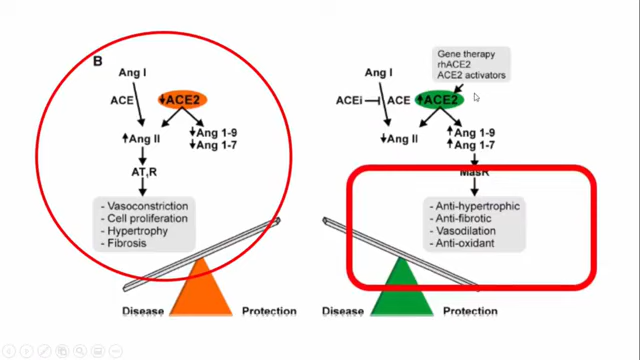 B
Ang I
ACE
↓ACE2
↑Ang II
↓Ang 1-9
↓Ang 1-7
AT₁R
- Vasoconstriction
- Cell proliferation
- Hypertrophy
- Fibrosis
Disease
Protection
Gene therapy
rhACE2
ACE2 activators
Ang I
ACEi
ACE
↑ACE2
↓Ang II
↑Ang 1-9
↑Ang 1-7
MasR
- Anti-hypertrophic
- Anti-fibrotic
- Vasodilation
- Anti-oxidant
Disease
Protection